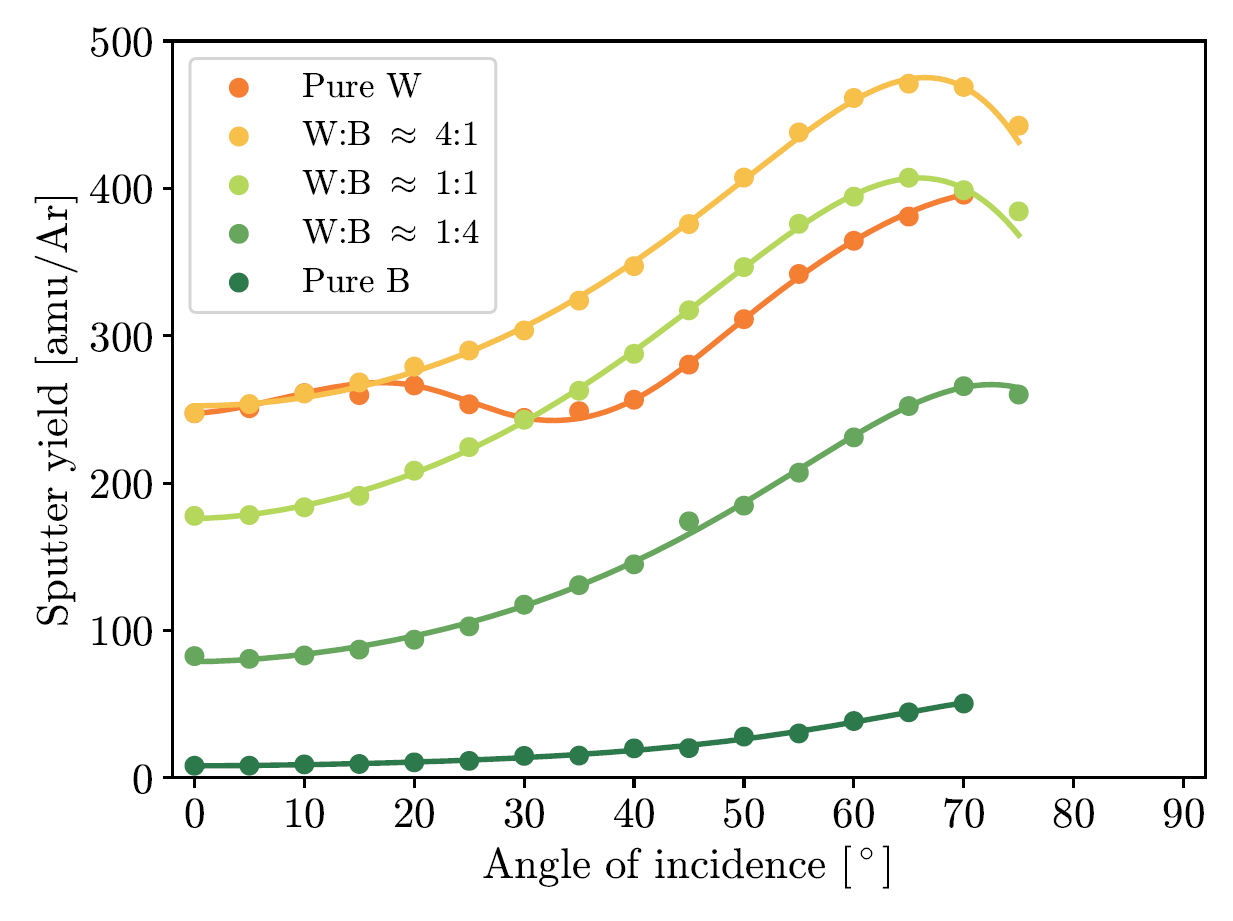 500
400
300
200
100
0
Sputter yield [amu/Ar]
Pure W
W:B ≈ 4:1
W:B ≈ 1:1
W:B ≈ 1:4
Pure B
0 10 20 30 40 50 60 70 80 90
Angle of incidence [°]